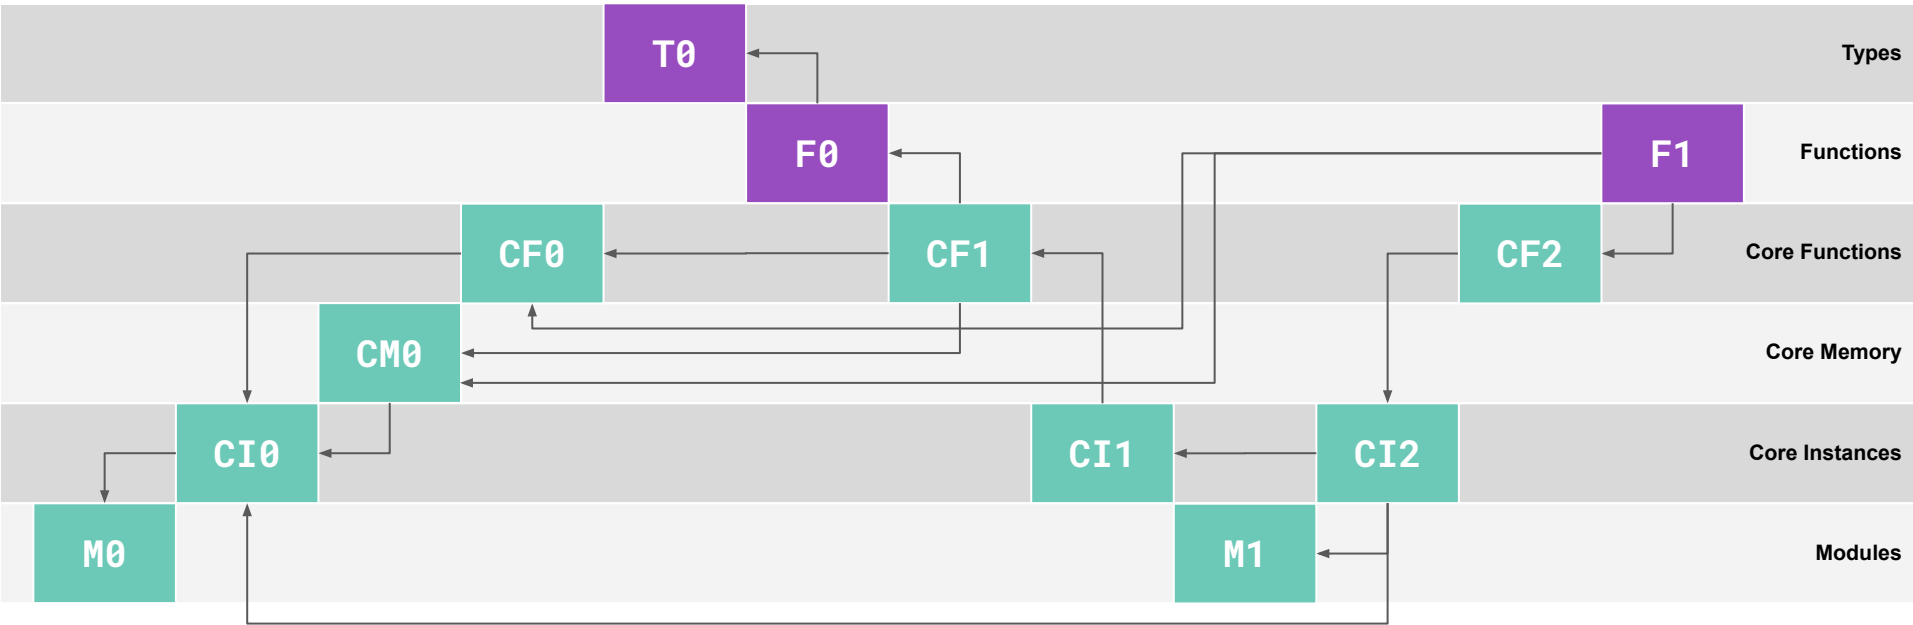 T0
Types
F0
F1
Functions
CF0
CF1
CF2
Core Functions
CM0
Core Memory
CI0
CI1
CI2
Core Instances
M0
M1
Modules